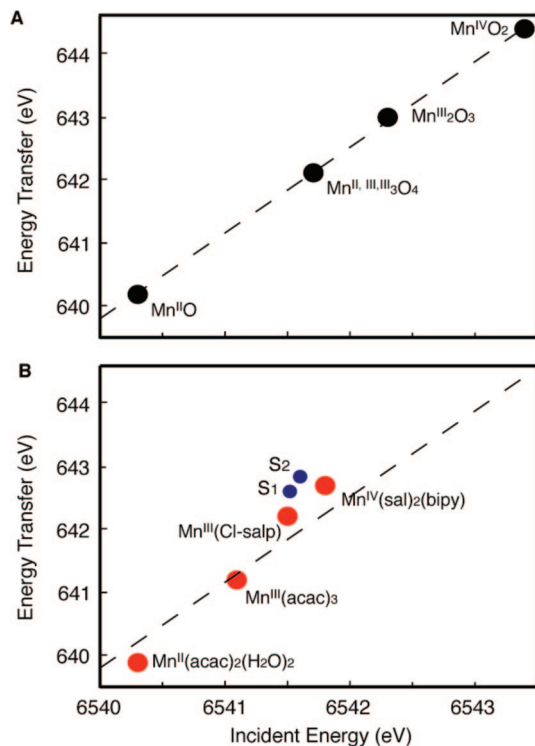 A
Energy Transfer (eV)
644
643
642
641
640
Mn^IVO₂
Mn^III₂O₃
Mn^II, III,III₃O₄
Mn^IIO
B
Energy Transfer (eV)
644
643
642
641
640
S2
S1
Mn^IV(sal)₂(bipy)
Mn^III(Cl-salp)
Mn^III(acac)₃
Mn^II(acac)₂(H₂O)₂
6540
6541
6542
6543
Incident Energy (eV)